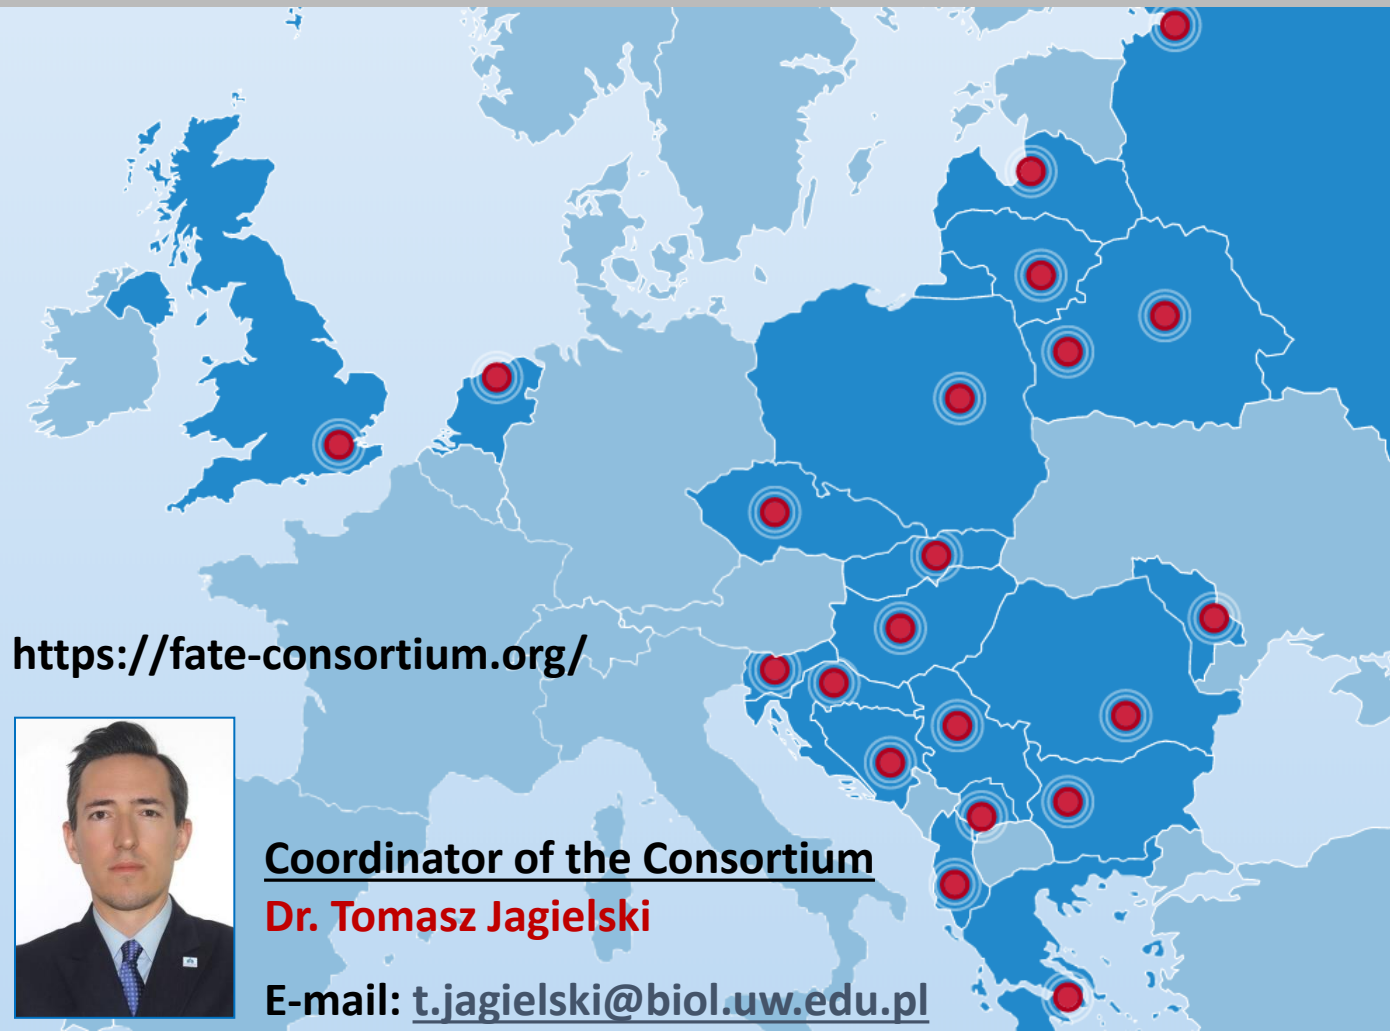 https://fate-consortium.org/
Coordinator of the Consortium
Dr. Tomasz Jagielski
E-mail: t.jagielski@biol.uw.edu.pl